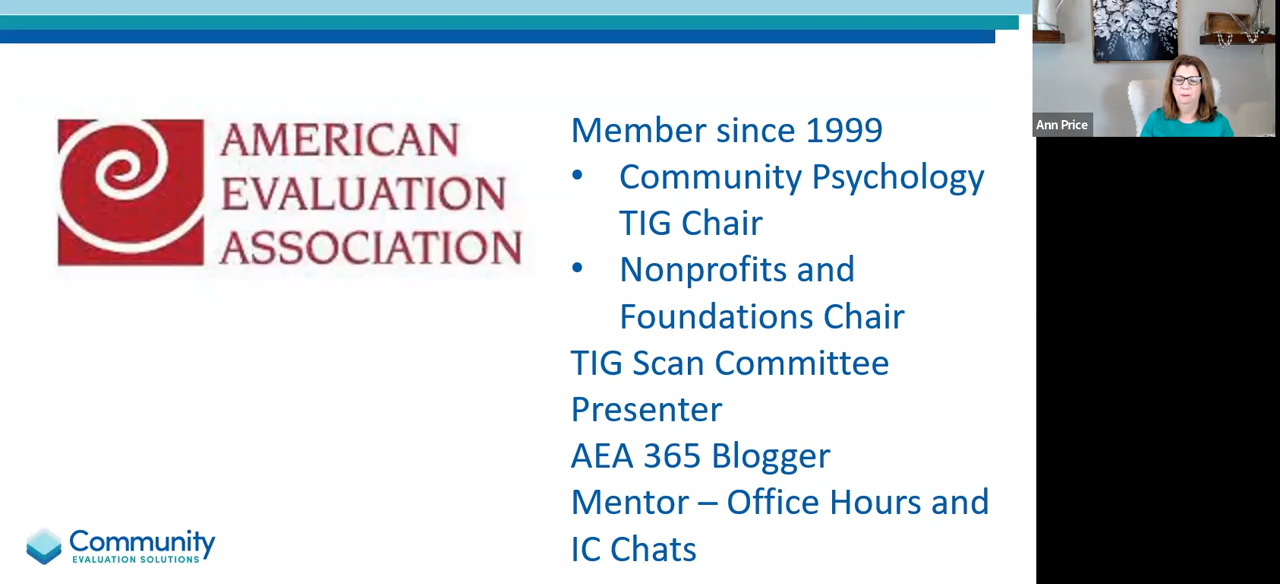 AMERICAN
EVALUATION
ASSOCIATION
Member since 1999
• Community Psychology
TIG Chair
• Nonprofits and
Foundations Chair
TIG Scan Committee
Presenter
AEA 365 Blogger
Mentor – Office Hours and
IC Chats
Community
EVALUATION SOLUTIONS
Ann Price